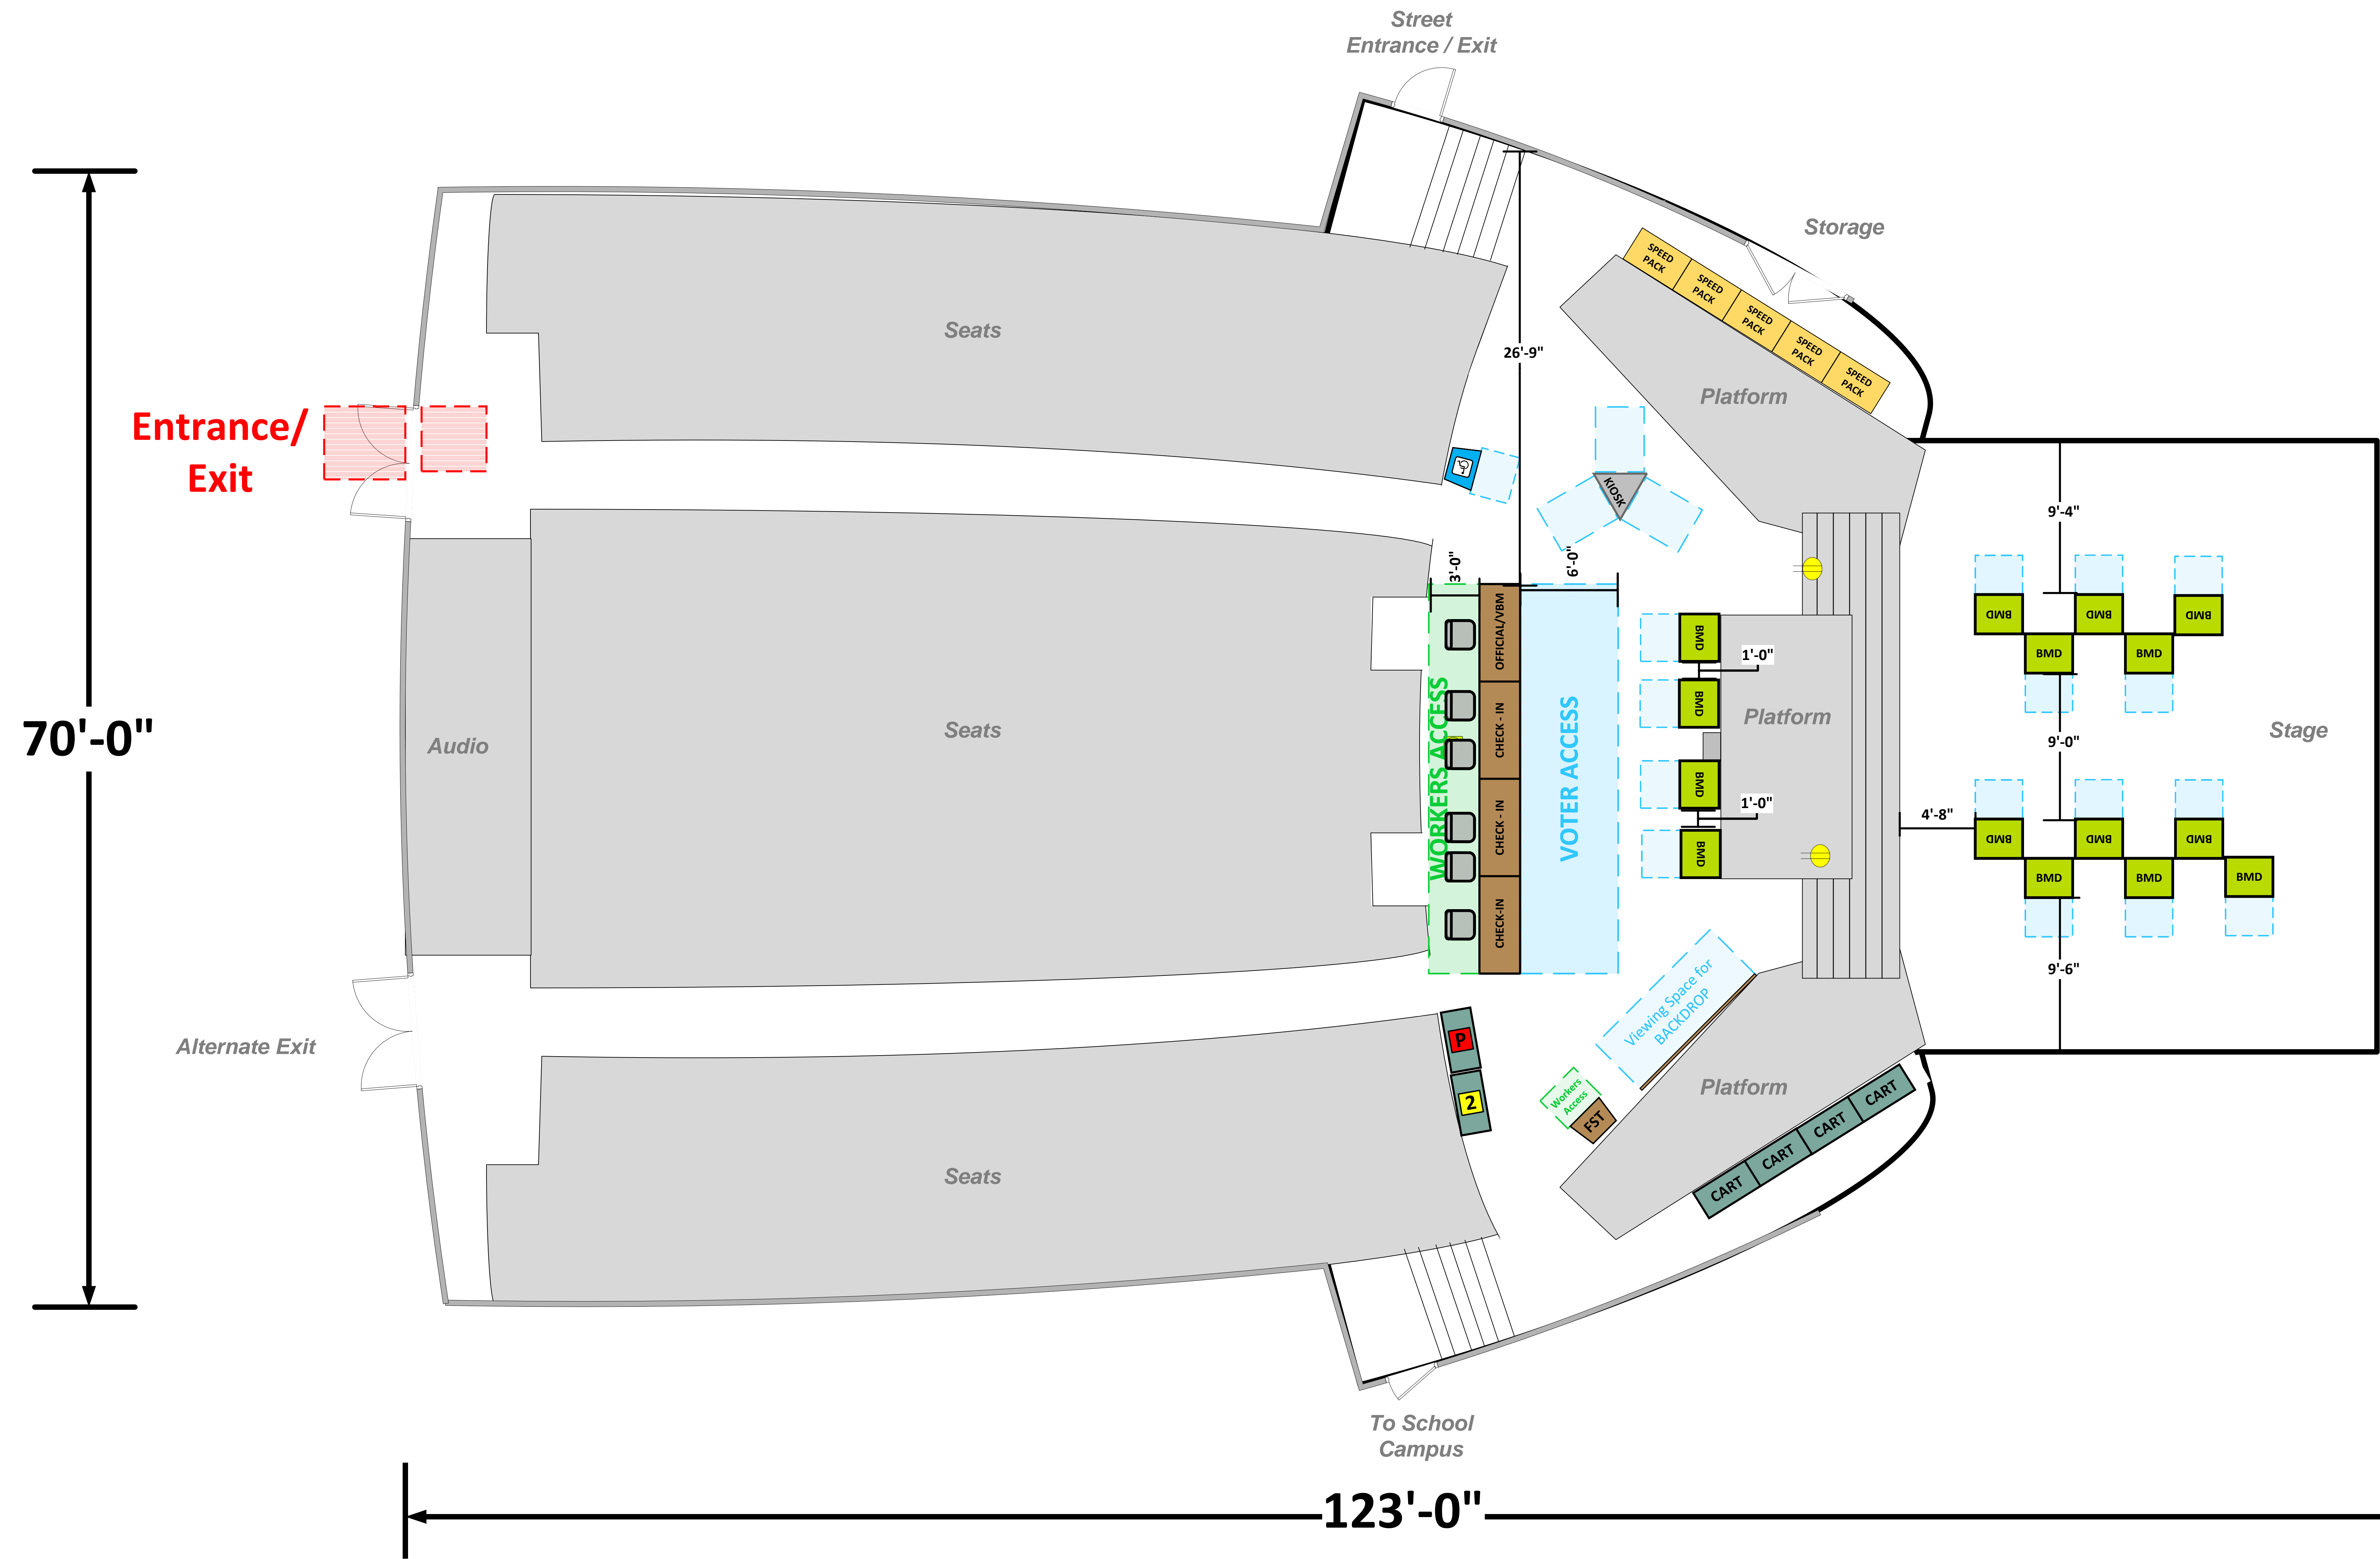 Street
Entrance / Exit
Storage
SPEED
PACK
SPEED
PACK
SPEED
PACK
SPEED
PACK
SPEED
PACK
Seats
26'-9"
Platform
Entrance/
Exit
KIOSK
9'-4"
3'-0"
6'-0"
OFFICIAL/VBM
CHECK - IN
CHECK - IN
CHECK-IN
WORKERS ACCESS
VOTER ACCESS
BMD
BMD
BMD
BMD
1'-0"
1'-0"
Platform
BMD
BMD
BMD
BMD
BMD
70'-0"
Audio
Seats
Stage
9'-0"
4'-8"
BMD
BMD
BMD
BMD
BMD
BMD
9'-6"
Alternate Exit
P
2
Viewing Space for
BACKDROP
Workers
Access
FST
Platform
CART
CART
CART
CART
Seats
To School
Campus
123'-0"